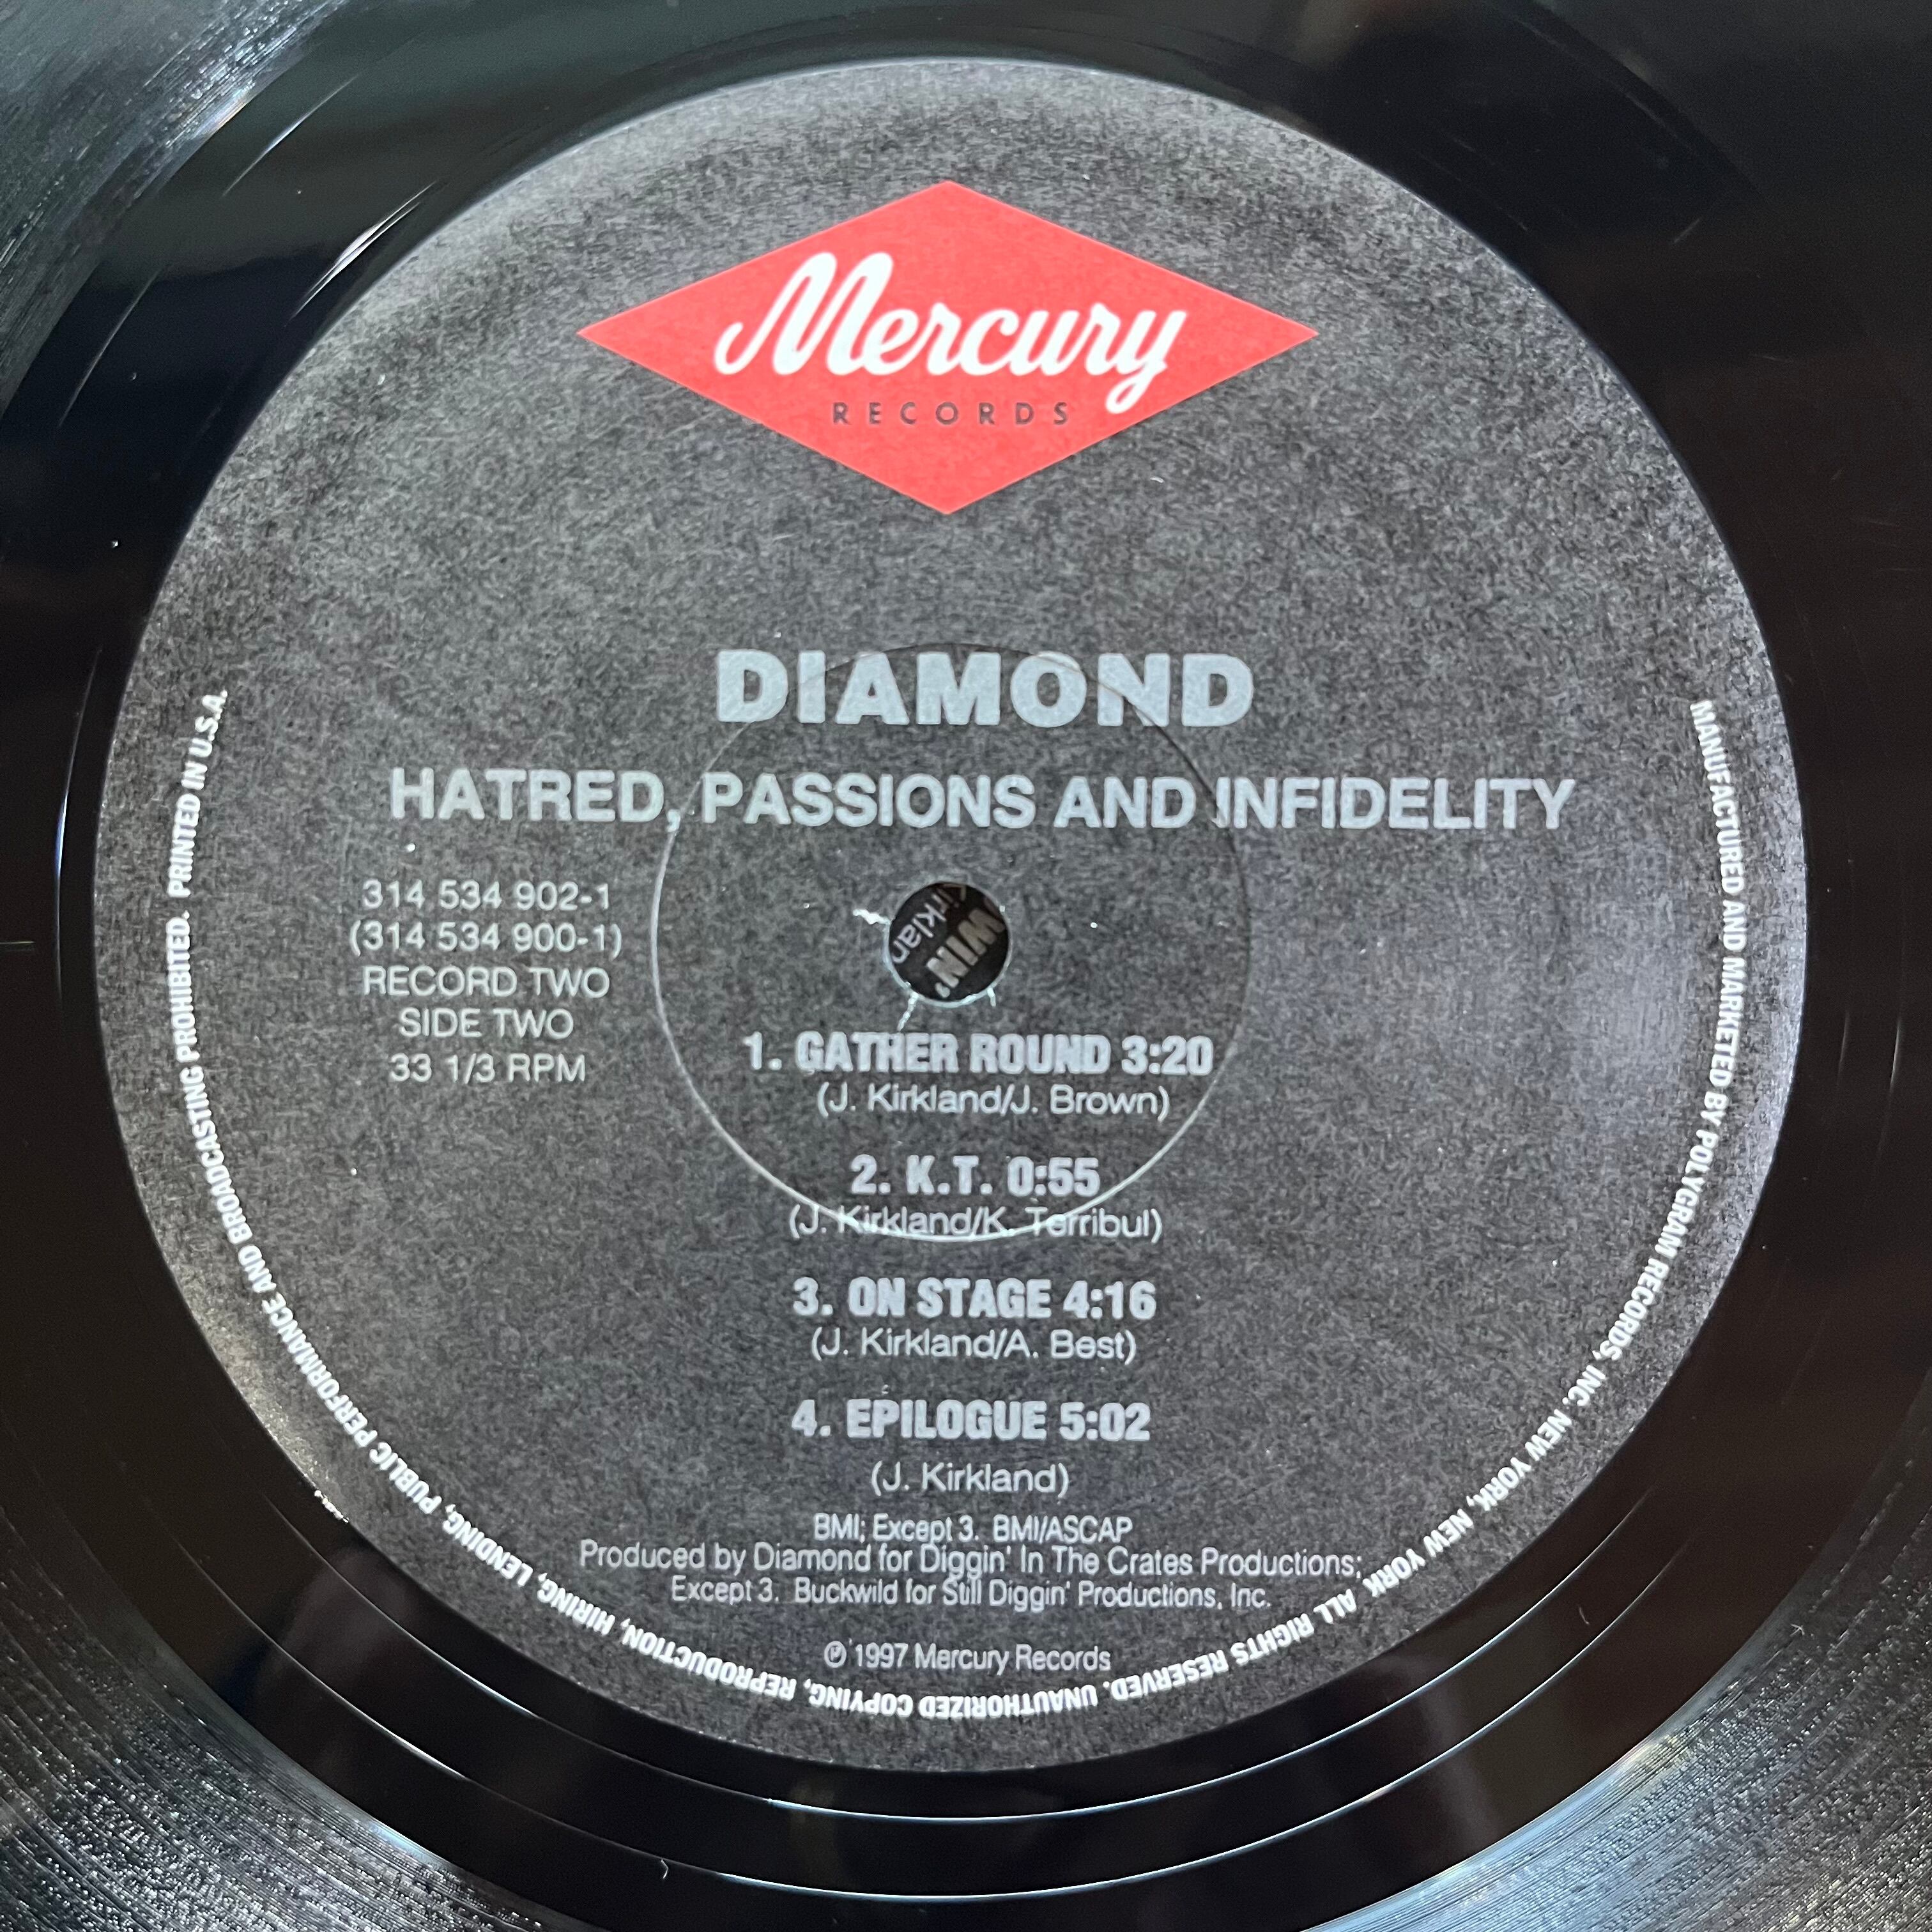 Mercury
RECORDS
DIAMOND
HATRED, PASSIONS AND INFIDELITY
314 534 902-1
(314 534 900-1)
RECORD TWO
SIDE TWO
33 1/3 RPM
1. GATHER ROUND 3:20
(J. Kirkland/J. Brown)
2. K.T. 0:55
(J. Kirkland/K. Terribul)
3. ON STAGE 4:16
(J. Kirkland/A. Best)
4. EPILOGUE 5:02
(J. Kirkland)
BMI; Except 3. BMI/ASCAP
Produced by Diamond for Diggin' In The Crates Productions;
Except 3. Buckwild for Still Diggin' Productions, Inc.
℗ 1997 Mercury Records
MANUFACTURED AND MARKETED BY POLYGRAM RECORDS, INC. NEW YORK, NEW YORK ALL RIGHTS RESERVED. UNAUTHORIZED COPYING, REPRODUCTION, HIRING, LENDING, PUBLIC PERFORMANCE AND BROADCASTING PROHIBITED. PRINTED IN U.S.A.